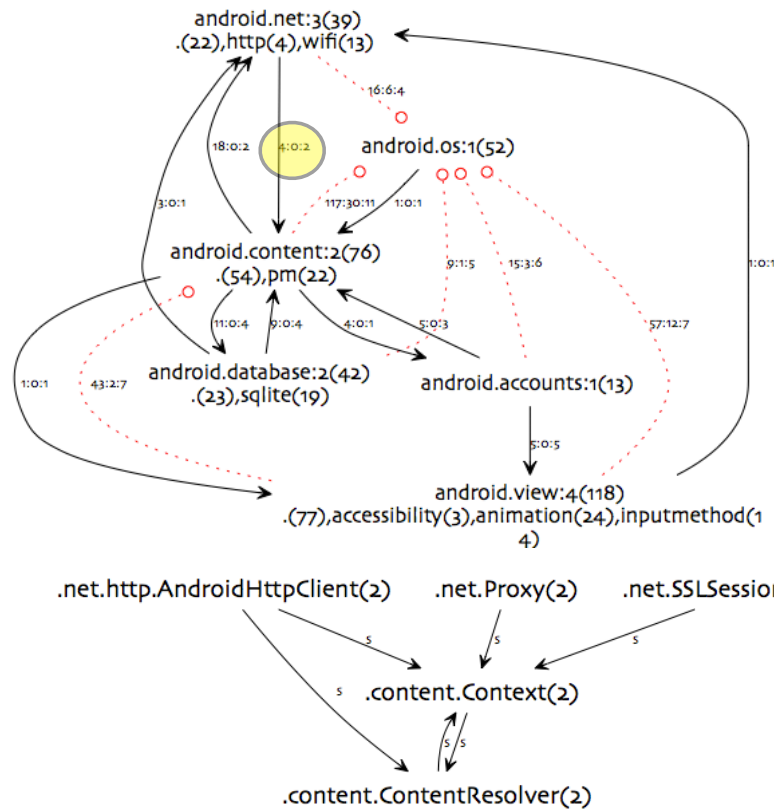 android.net:3(39)
.(22),http(4),wifi(13)
16:6:4
18:0:2
4:0:2
android.os:1(52)
3:0:1
117:30:11
1:0:1
android.content:2(76)
.(54),pm(22)
9:1:5
15:3:6
1:0:1
11:0:4
9:0:4
4:0:1
5:0:3
57:12:7
android.database:2(42)
.(23),sqlite(19)
android.accounts:1(13)
1:0:1
43:2:7
5:0:5
android.view:4(118)
.(77),accessibility(3),animation(24),inputmethod(1
4)
.net.http.AndroidHttpClient(2)
.net.Proxy(2)
.net.SSLSession
s
s
s
s
.content.Context(2)
s
s
.content.ContentResolver(2)